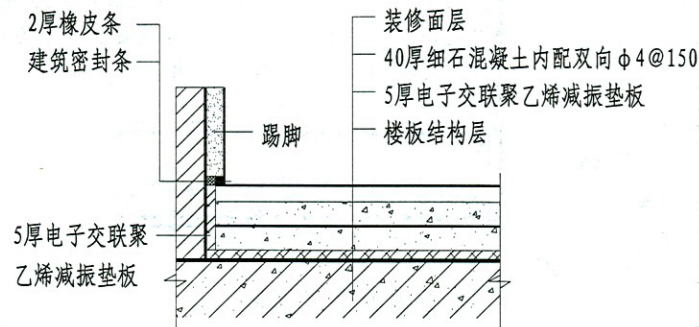 2厚橡皮条
建筑密封条
踢脚
5厚电子交联聚
乙烯减振垫板
装修面层
40厚细石混凝土内配双向φ4@150
5厚电子交联聚乙烯减振垫板
楼板结构层